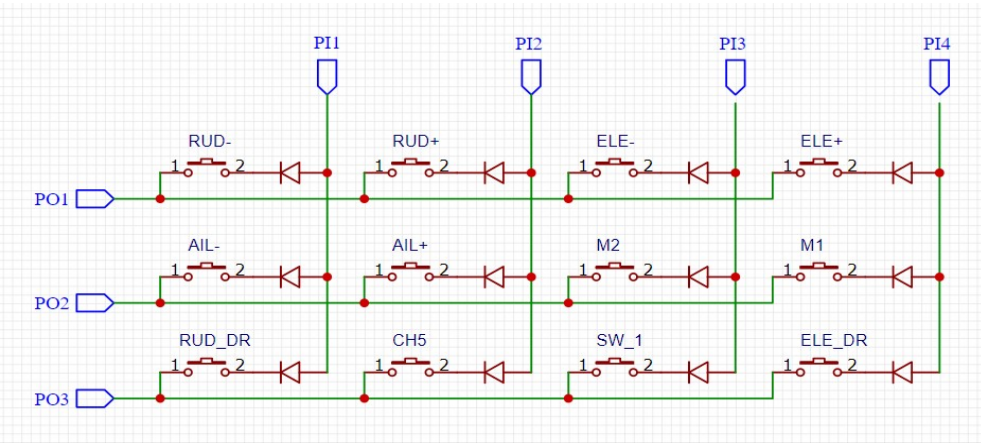 PI1 PI2 PI3 PI4
RUD- RUD+ ELE- ELE+
1 2 1 2 1 2 1 2
PO1
AIL- AIL+ M2 M1
1 2 1 2 1 2 1 2
PO2
RUD_DR CH5 SW_1 ELE_DR
1 2 1 2 1 2 1 2
PO3